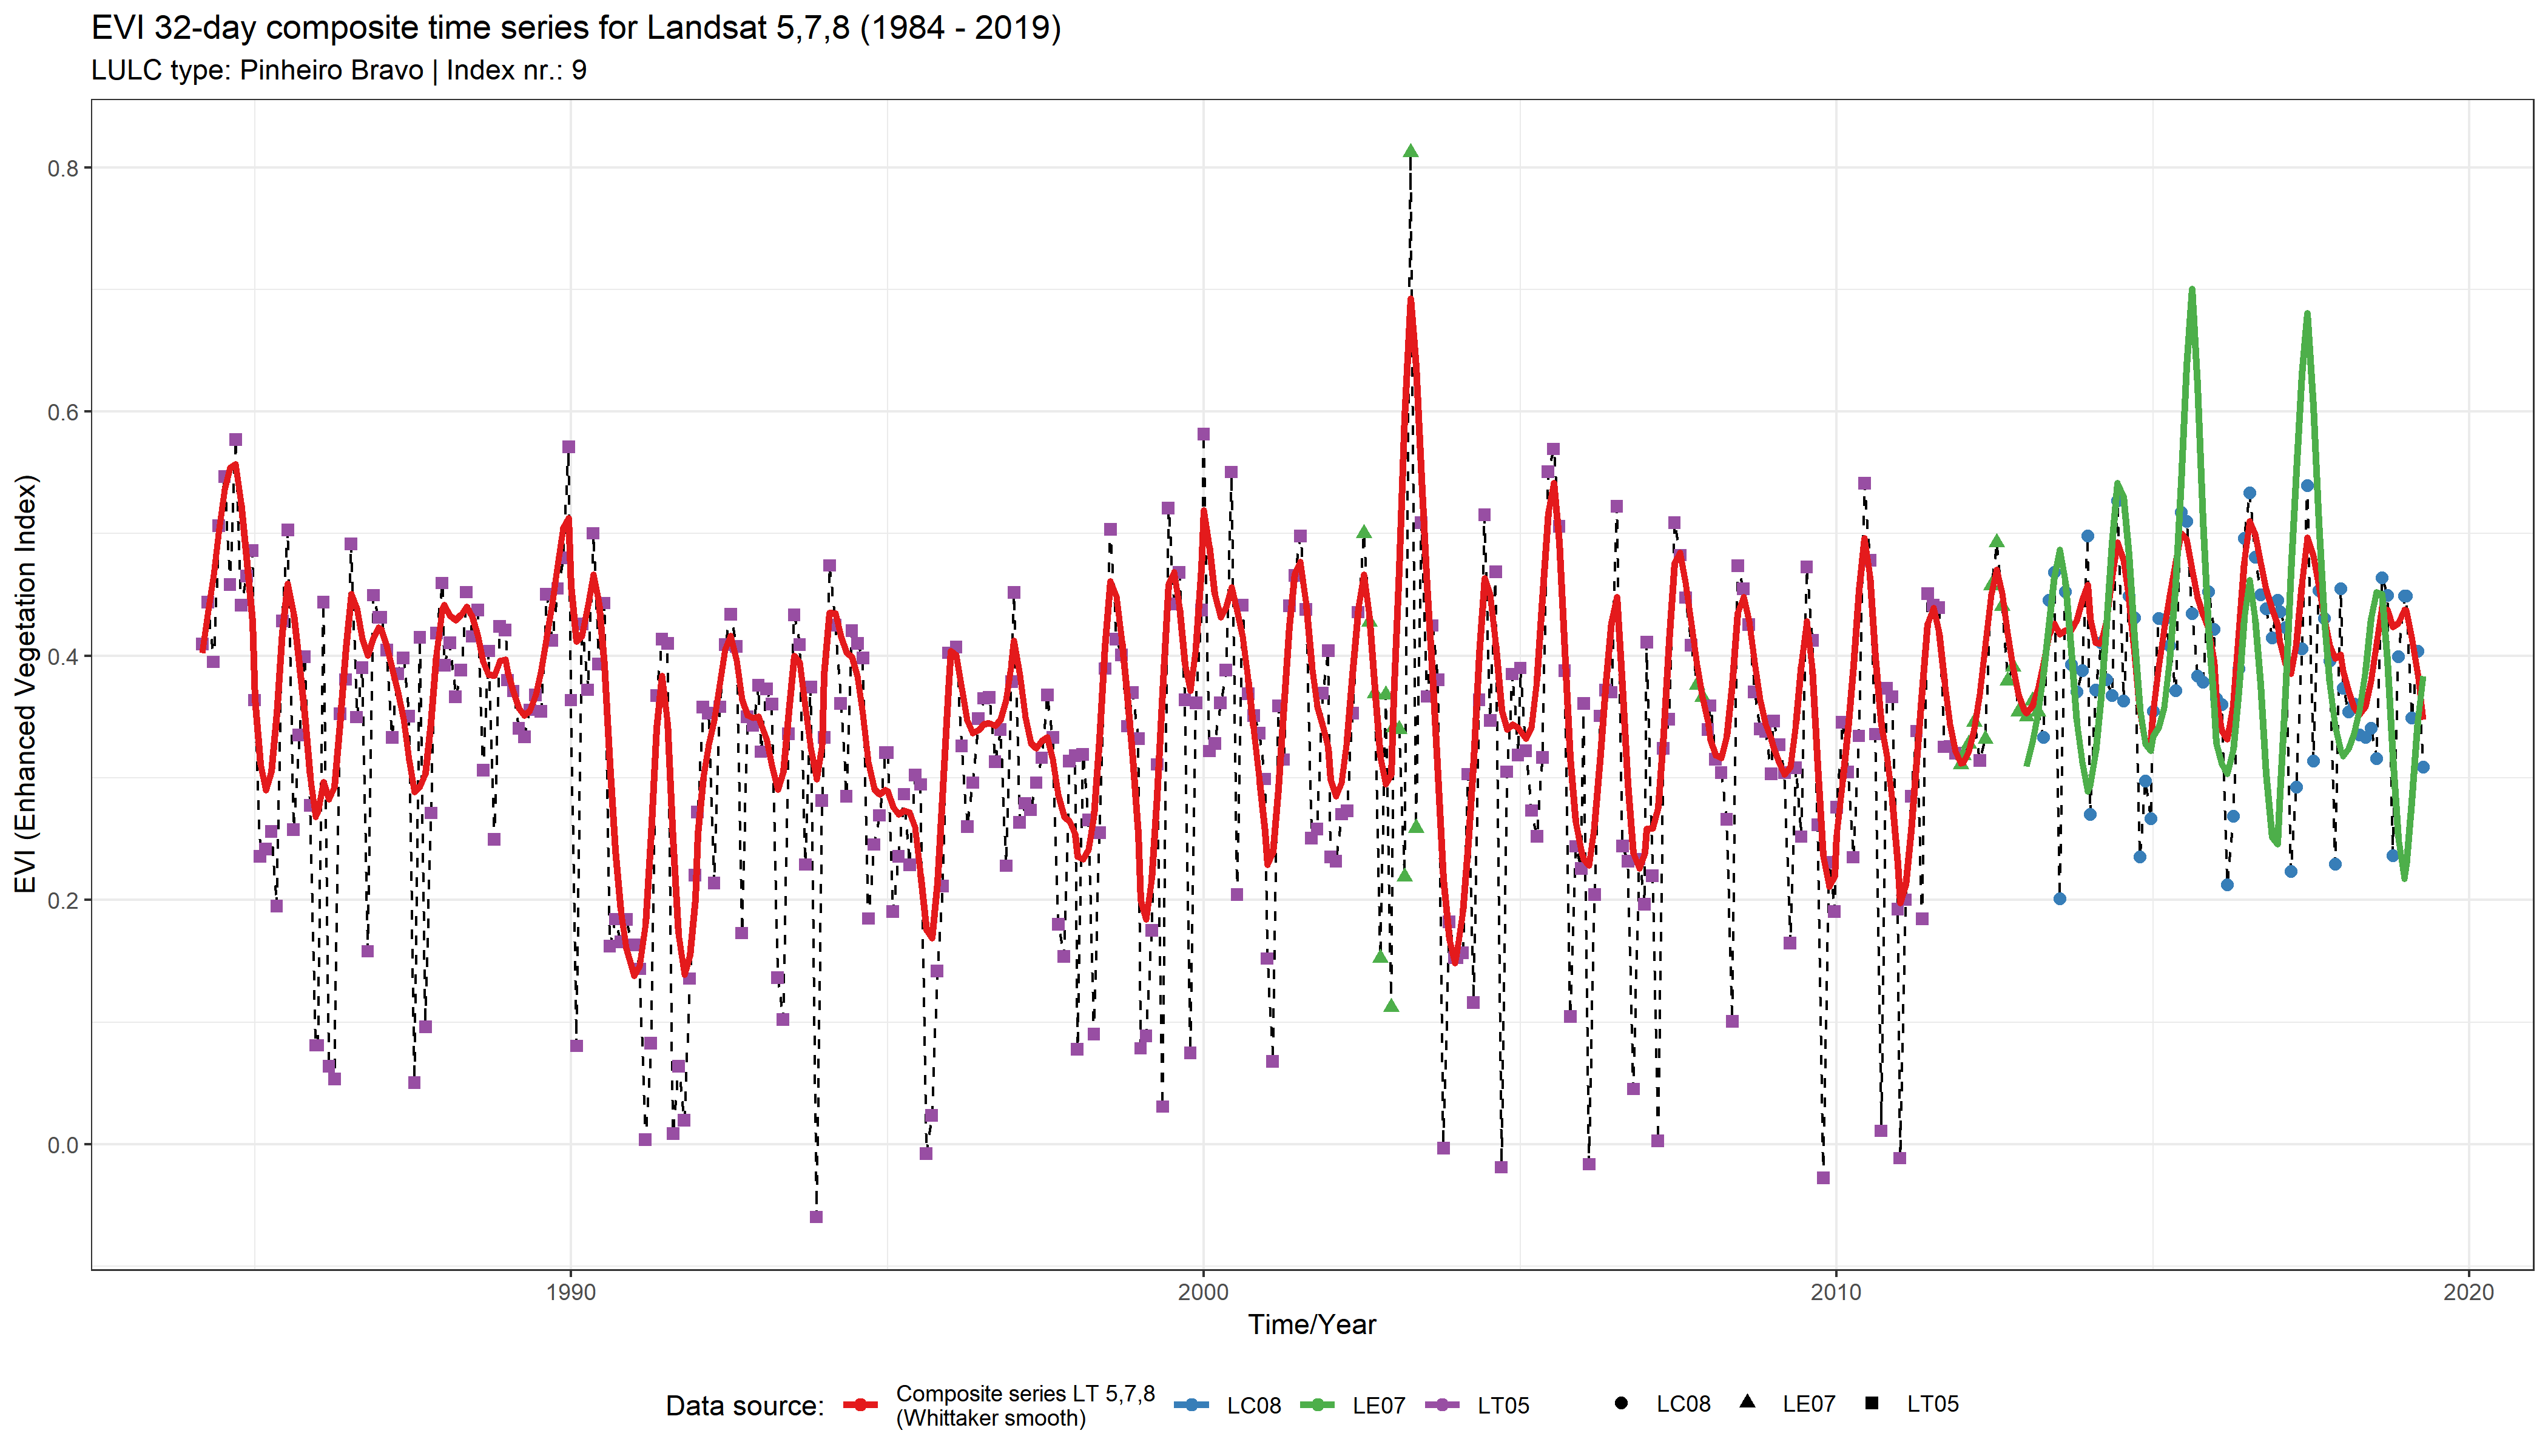 EVI 32-day composite time series for Landsat 5,7,8 (1984 - 2019)
LULC type: Pinheiro Bravo | Index nr.: 9
EVI (Enhanced Vegetation Index)
0.8
0.6
0.4
0.2
0.0
1990
2000
2010
2020
Time/Year
Data source:
Composite series LT 5,7,8
(Whittaker smooth)
LC08
LE07
LT05
LC08
LE07
LT05